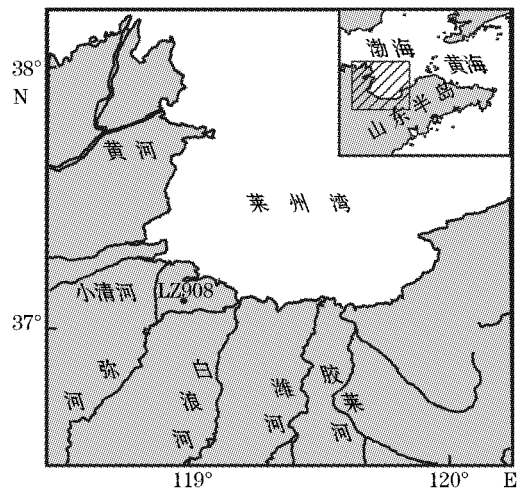 38°
N
37°
119°
120°
E
渤海
黄海
山东半岛
黄河
莱州湾
小清河
LZ908
弥河
白浪河
潍河
胶莱河